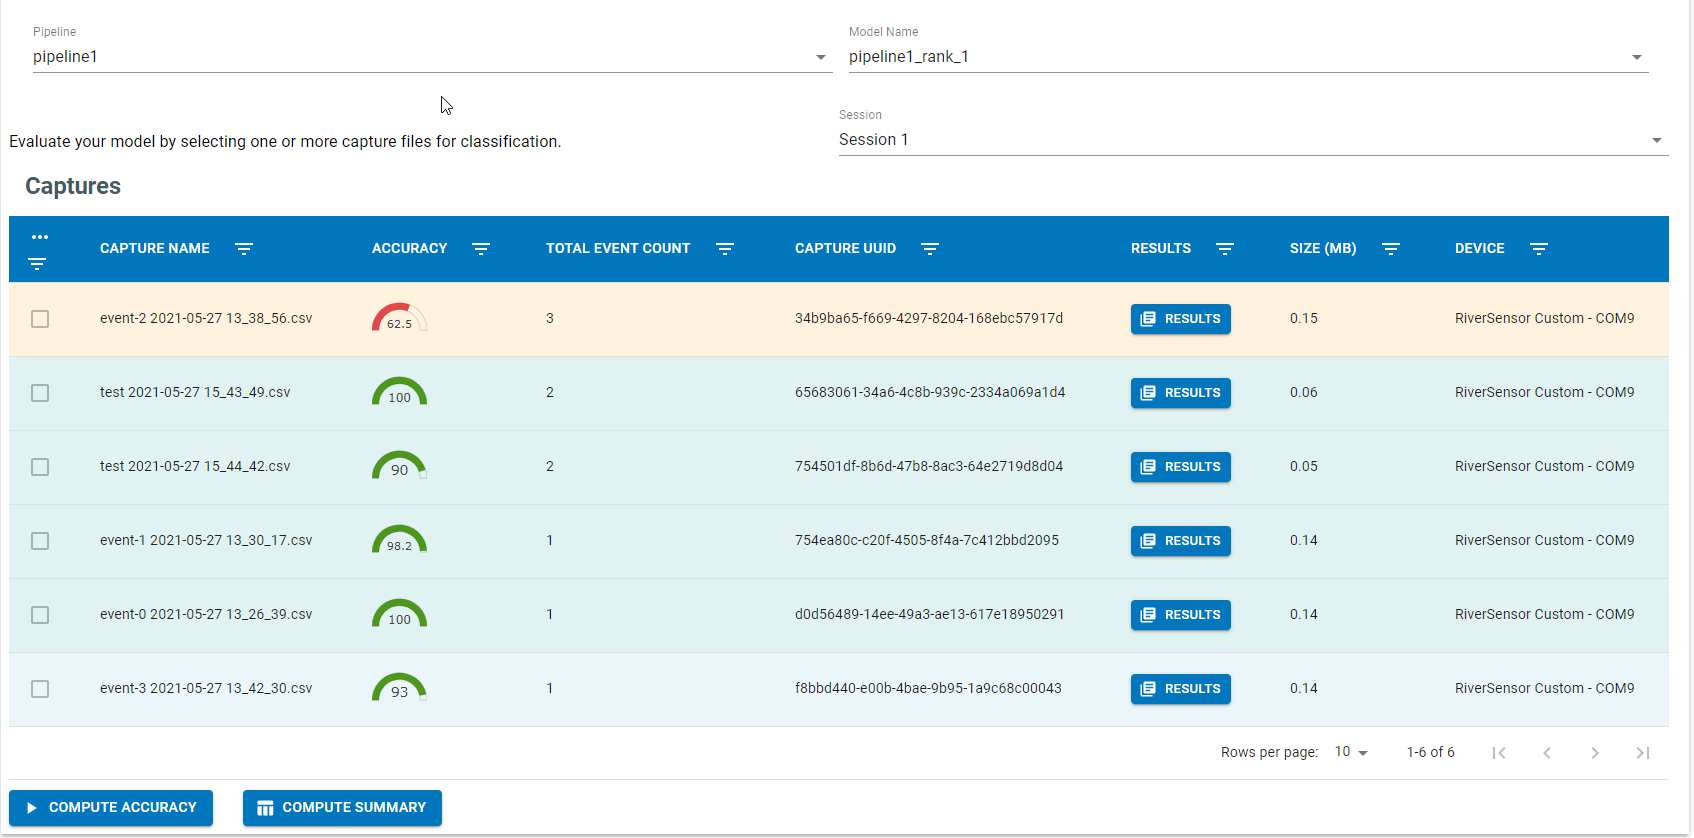 Pipeline
pipeline1
Model Name
pipeline1_rank_1
Session
Session 1
Evaluate your model by selecting one or more capture files for classification.
Captures
CAPTURE NAME ACCURACY TOTAL EVENT COUNT CAPTURE UUID RESULTS SIZE (MB) DEVICE
event-2 2021-05-27 13_38_56.csv 62.5 3 34b9ba65-f669-4297-8204-168ebc57917d RESULTS 0.15 RiverSensor Custom - COM9
test 2021-05-27 15_43_49.csv 100 2 65683061-34a6-4c8b-939c-2334a069a1d4 RESULTS 0.06 RiverSensor Custom - COM9
test 2021-05-27 15_44_42.csv 90 2 754501df-8b6d-47b8-8ac3-64e2719d8d04 RESULTS 0.05 RiverSensor Custom - COM9
event-1 2021-05-27 13_30_17.csv 98.2 1 754ea80c-c20f-4505-8f4a-7c412bbd2095 RESULTS 0.14 RiverSensor Custom - COM9
event-0 2021-05-27 13_26_39.csv 100 1 d0d56489-14ee-49a3-ae13-617e18950291 RESULTS 0.14 RiverSensor Custom - COM9
event-3 2021-05-27 13_42_30.csv 93 1 f8bbd440-e00b-4bae-9b95-1a9c68c00043 RESULTS 0.14 RiverSensor Custom - COM9
Rows per page: 10 1-6 of 6
COMPUTE ACCURACY COMPUTE SUMMARY